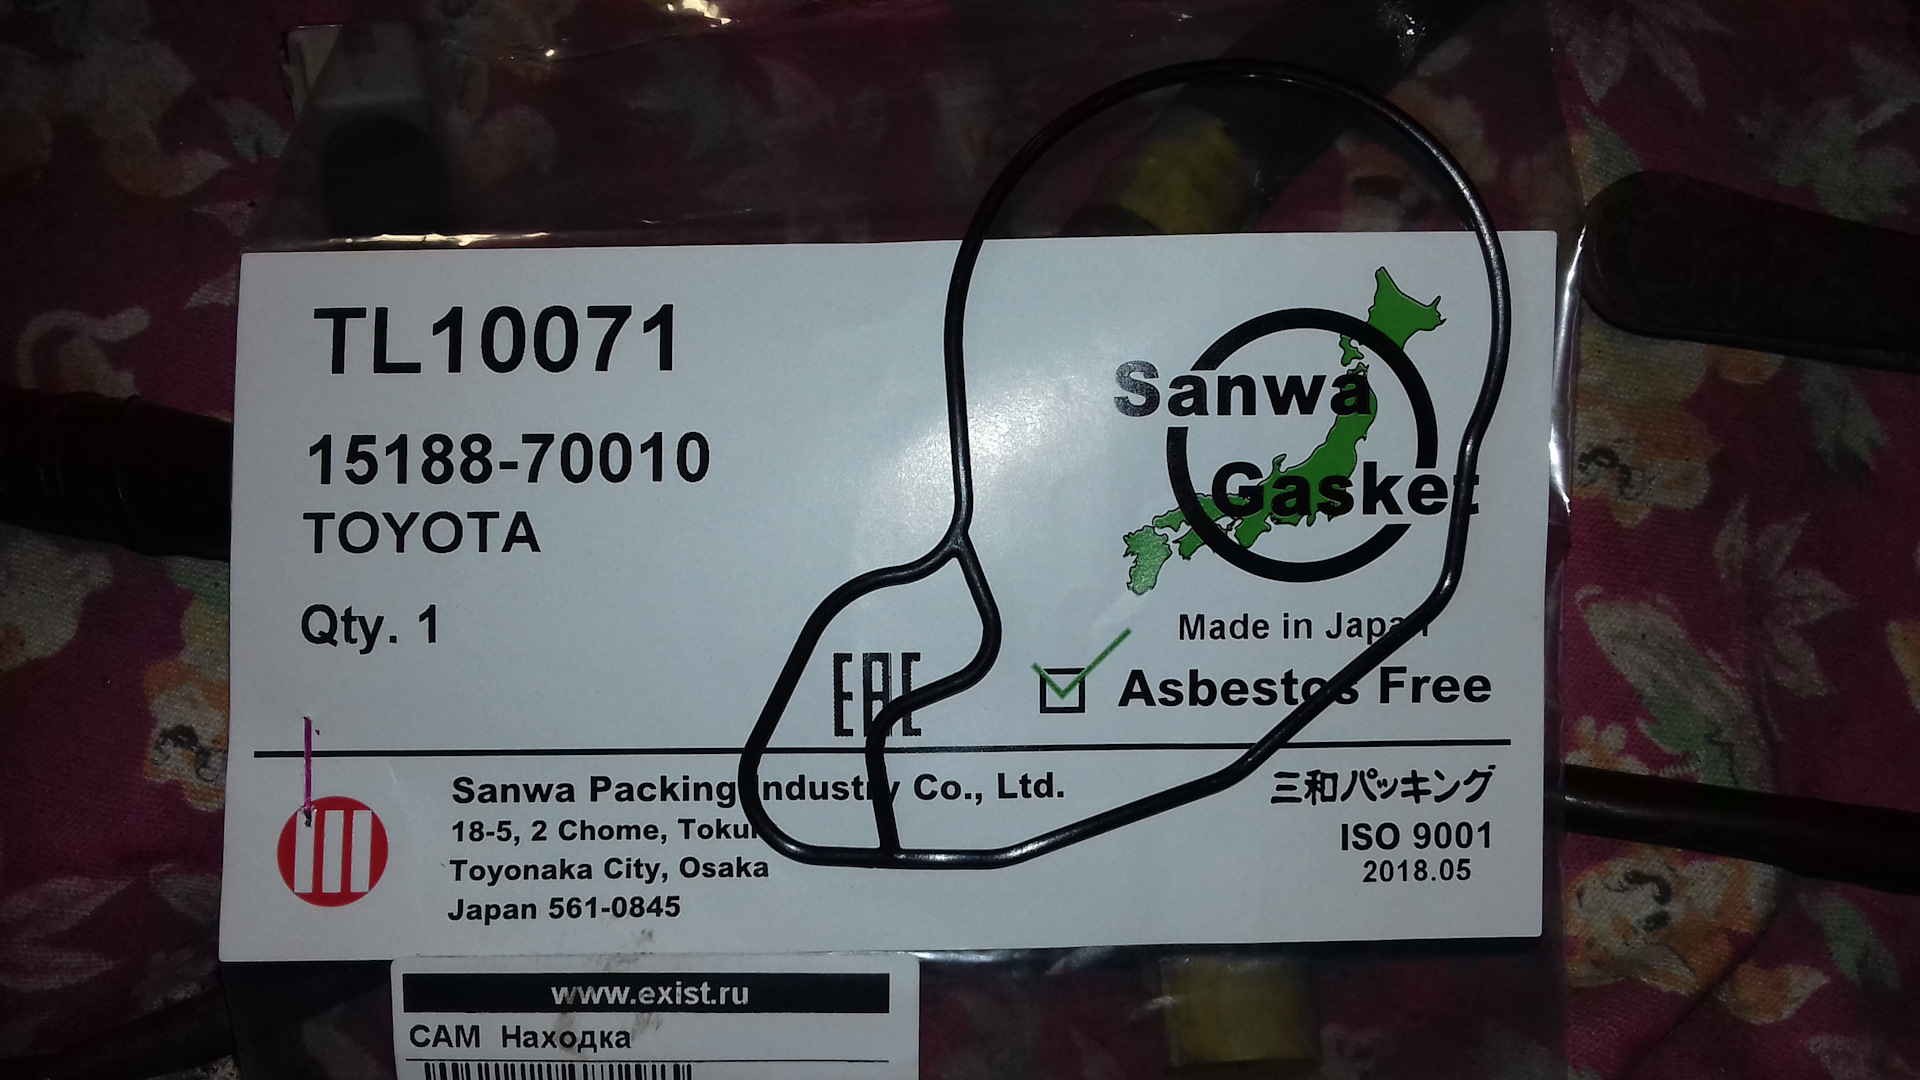 TL10071
15188-70010
TOYOTA
Qty. 1
Sanwa
Gasket
Made in Japan
Asbestos Free
EAC
Sanwa Packing Industry Co., Ltd.
18-5, 2 Chome,
Toyonaka City, Osaka
Japan 561-0845
三和パッキング
ISO 9001
2018.05
www.exist.ru
САМ Находка